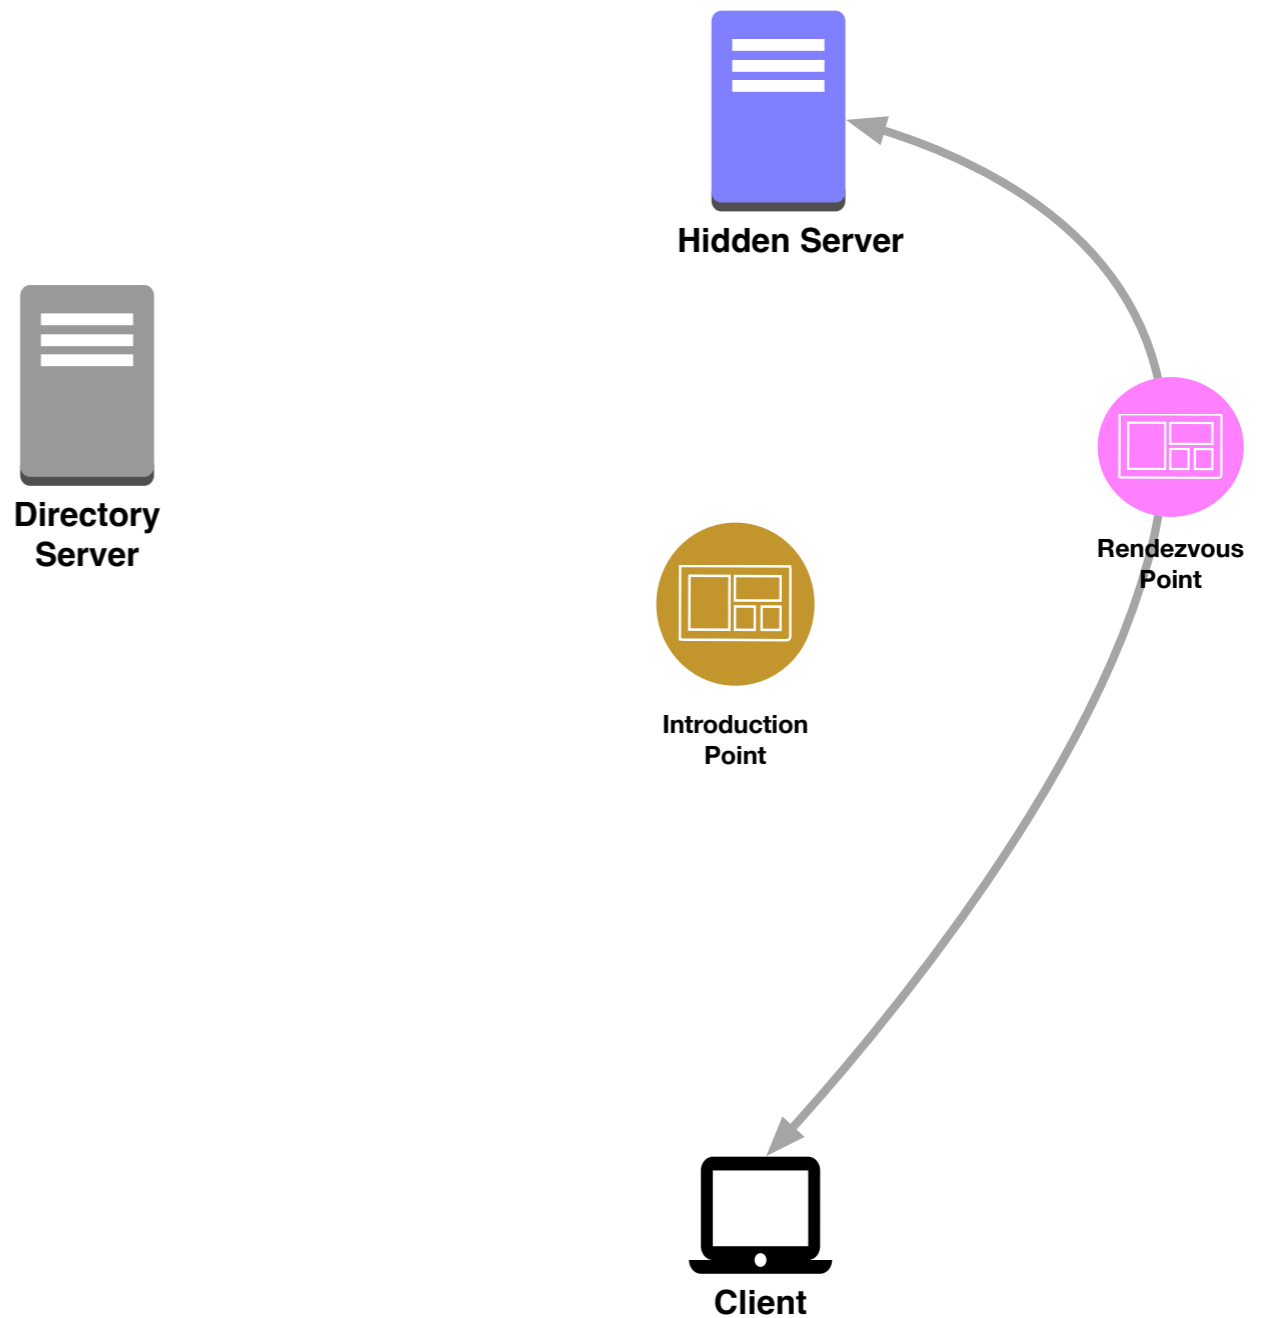 Hidden Server
Directory
Server
Rendezvous
Point
Introduction
Point
Client